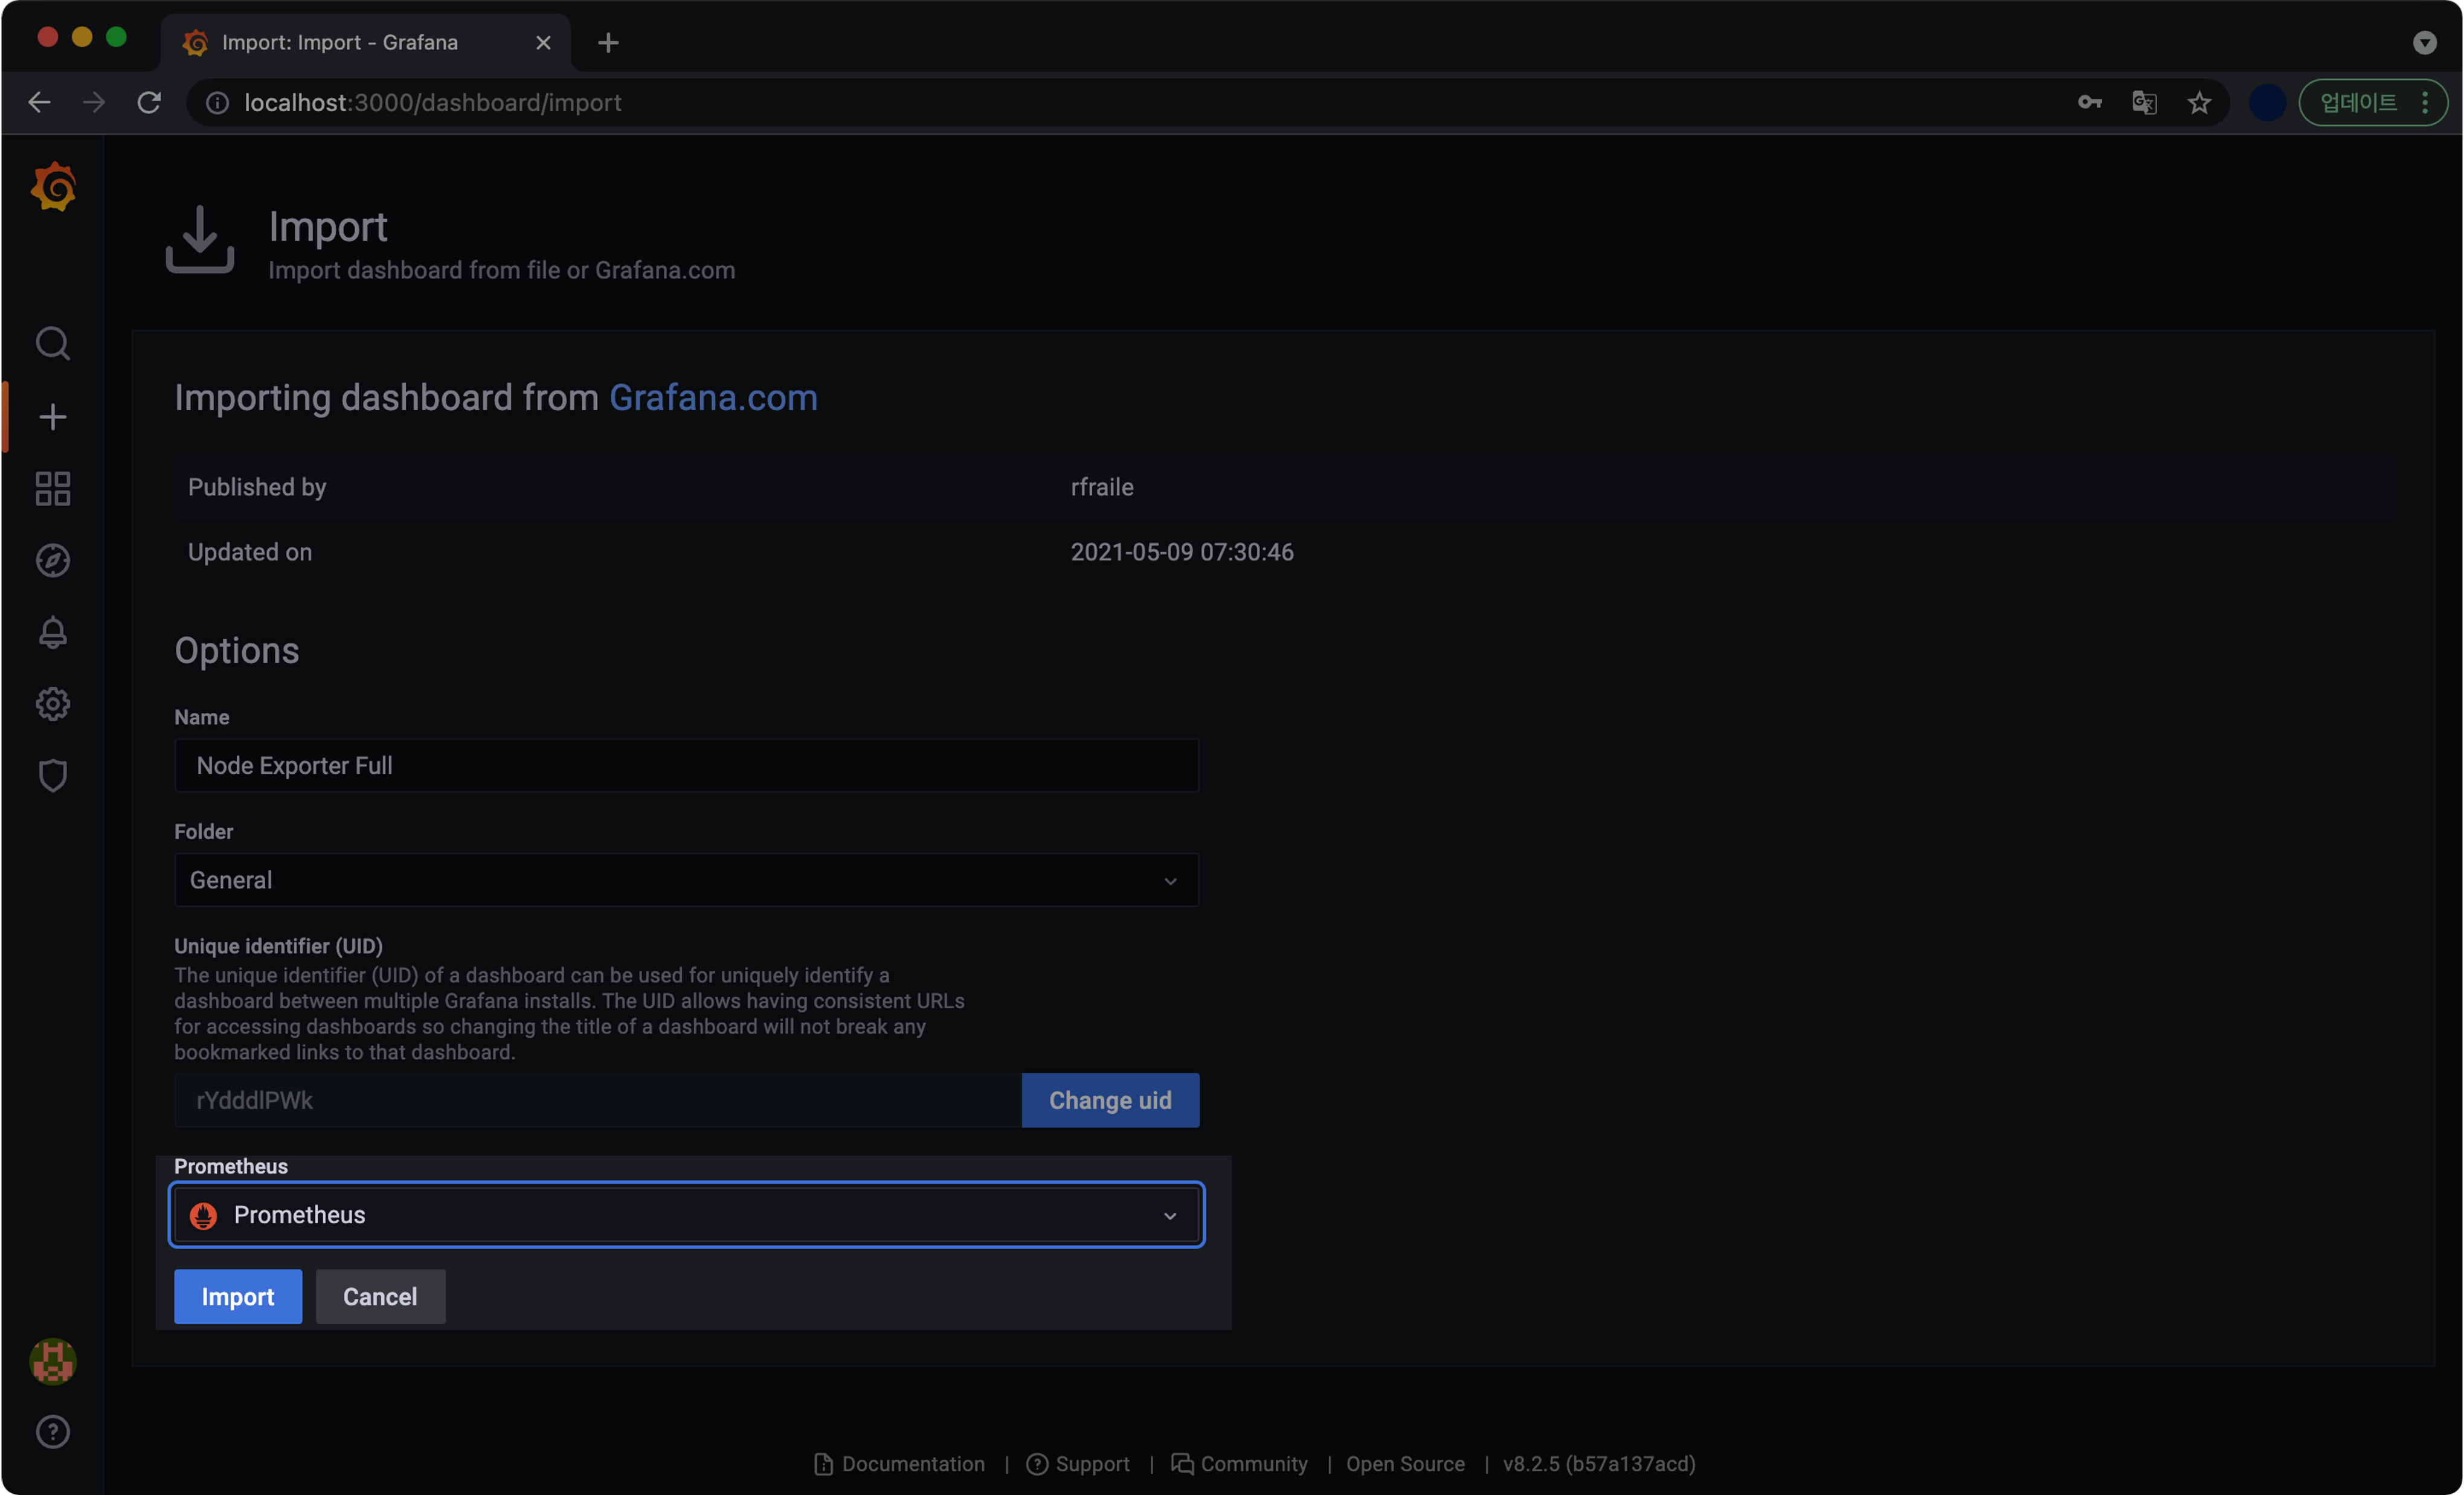 Import: Import - Grafana
localhost:3000/dashboard/import
업데이트
Import
Import dashboard from file or Grafana.com
Importing dashboard from Grafana.com
Published by rfraile
Updated on 2021-05-09 07:30:46
Options
Name
Node Exporter Full
Folder
General
Unique identifier (UID)
The unique identifier (UID) of a dashboard can be used for uniquely identify a
dashboard between multiple Grafana installs. The UID allows having consistent URLs
for accessing dashboards so changing the title of a dashboard will not break any
bookmarked links to that dashboard.
rYdddlPWk
Change uid
Prometheus
Prometheus
Import Cancel
Documentation | Support | Community | Open Source | v8.2.5 (b57a137acd)